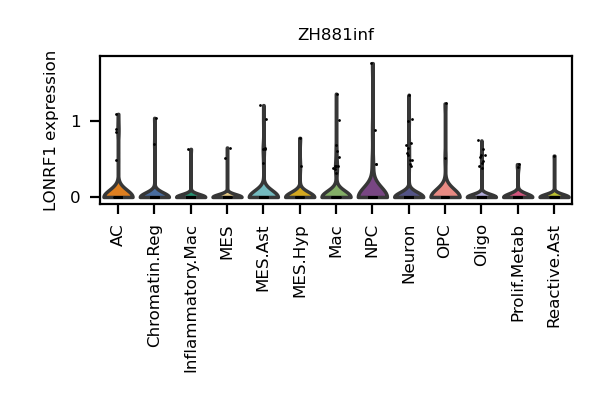 ZH881inf
LONRF1 expression
1
0
AC
Chromatin.Reg
Inflammatory.Mac
MES
MES.Ast
MES.Hyp
Mac
NPC
Neuron
OPC
Oligo
Prolif.Metab
Reactive.Ast